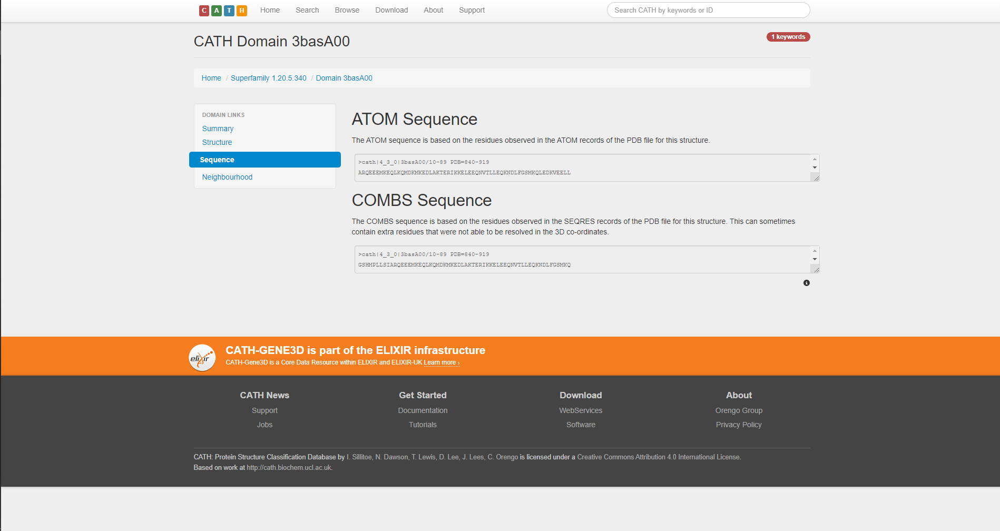 C A T H Home Search Browse Download About Support Search CATH by keywords or ID
CATH Domain 3basA00
1 keywords
Home / Superfamily 1.20.5.340 / Domain 3basA00
DOMAIN LINKS
Summary
Structure
Sequence
Neighbourhood
ATOM Sequence
The ATOM sequence is based on the residues observed in the ATOM records of the PDB file for this structure.
>cath|4_3_0|3basA00/10-89 PDB=840-919
ARQEEEMKEQLKQMDKMKEDLAKTERIKKELEEQNVTLLEQKNDLFGSMKQLEDKVEELL
COMBS Sequence
The COMBS sequence is based on the residues observed in the SEQRES records of the PDB file for this structure. This can sometimes
contain extra residues that were not able to be resolved in the 3D co-ordinates.
>cath|4_3_0|3basA00/10-89 PDB=840-919
GSHMPLLSIARQEEEMKEQLKQMDKMKEDLAKTERIKKELEEQNVTLLEQKNDLFGSMKQ
elixir
CATH-GENE3D is part of the ELIXIR infrastructure
CATH-Gene3D is a Core Data Resource within ELIXIR and ELIXIR-UK Learn more ›
CATH News
Support
Jobs
Get Started
Documentation
Tutorials
Download
WebServices
Software
About
Orengo Group
Privacy Policy
CATH: Protein Structure Classification Database by I. Sillitoe, N. Dawson, T. Lewis, D. Lee, J. Lees, C. Orengo is licensed under a Creative Commons Attribution 4.0 International License.
Based on work at http://cath.biochem.ucl.ac.uk.